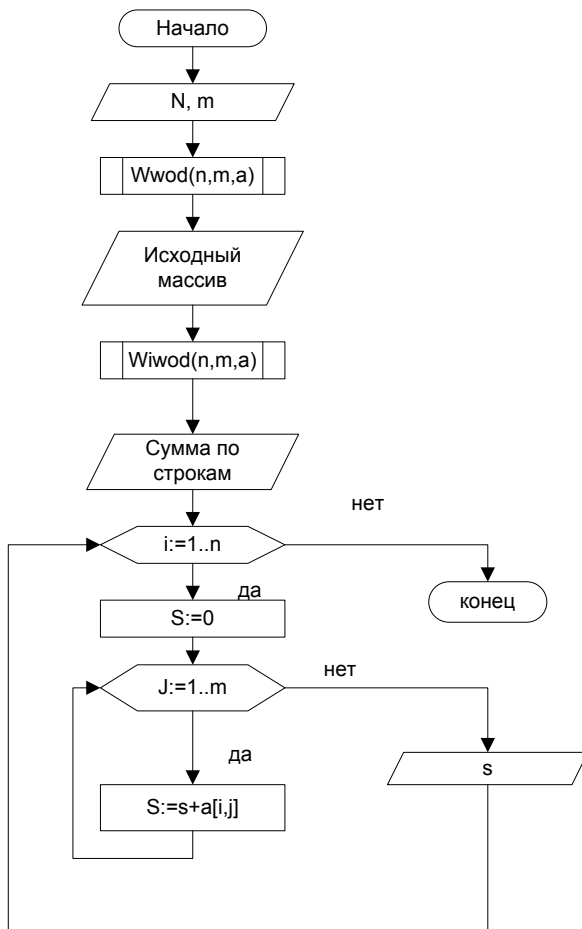 Начало
N, m
Wwod(n,m,a)
Исходный
массив
Wiwod(n,m,a)
Сумма по
строкам
нет
i:=1..n
да
конец
S:=0
нет
J:=1..m
да
s
S:=s+a[i,j]